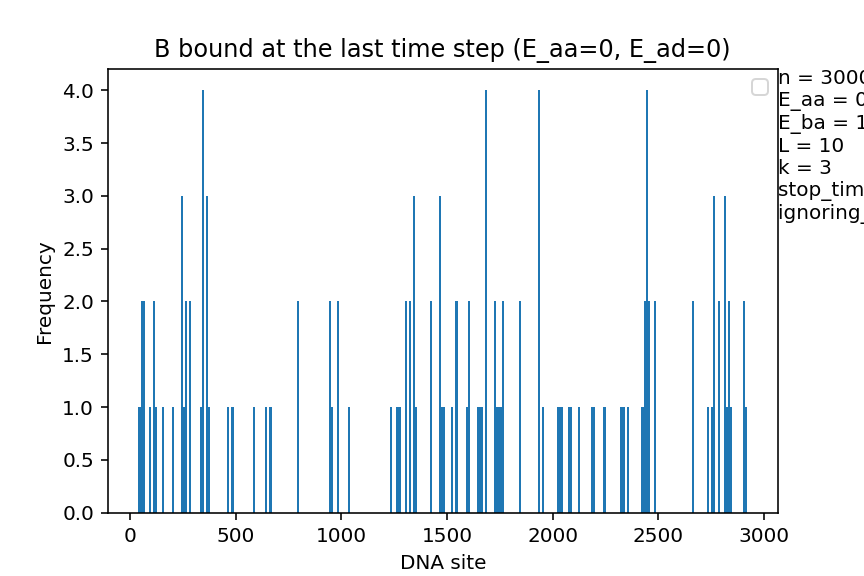 B bound at the last time step (E_aa=0, E_ad=0)
n = 3000
E_aa = 0
E_ba = 1
L = 10
k = 3
stop_tim
ignoring_
4.0
3.5
3.0
2.5
2.0
1.5
1.0
0.5
0.0
Frequency
0 500 1000 1500 2000 2500 3000
DNA site